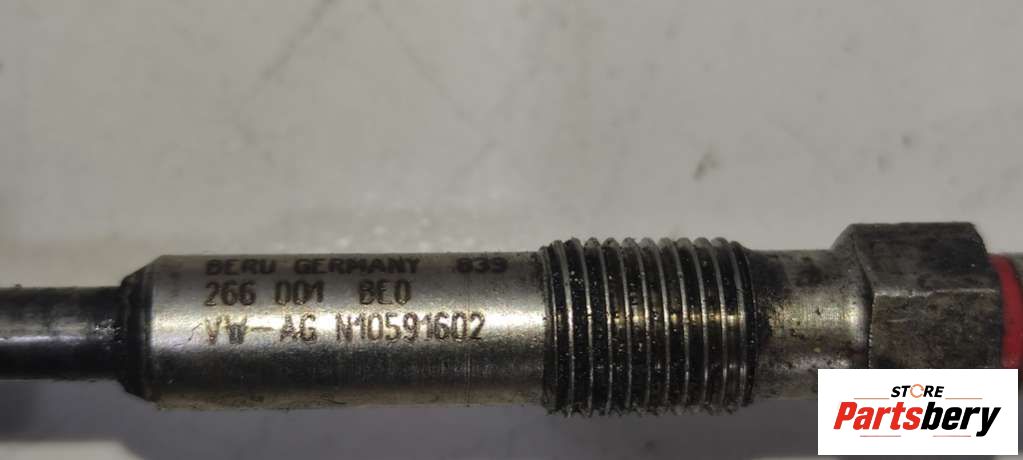 BERU GERMANY 839
266 001 BE0
VW-AG N10591602
STORE
Partsbery